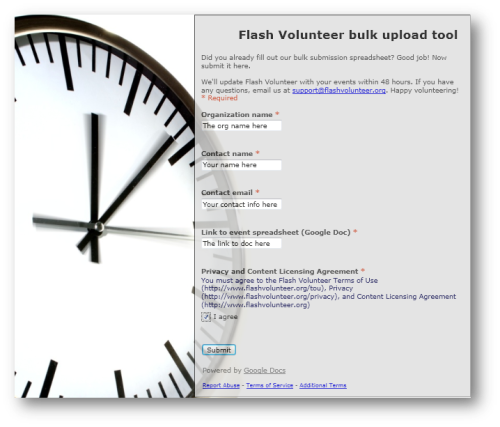 Flash Volunteer bulk upload tool
Did you already fill out our bulk submission spreadsheet? Good job! Now
submit it here.
We'll update Flash Volunteer with your events within 48 hours. If you have
any questions, email us at support@flashvolunteer.org. Happy volunteering!
* Required
Organization name *
The org name here
Contact name *
Your name here
Contact email *
Your contact info here
Link to event spreadsheet (Google Doc) *
The link to doc here
Privacy and Content Licensing Agreement *
You must agree to the Flash Volunteer Terms of Use
(http://www.flashvolunteer.org/tou), Privacy
(http://www.flashvolunteer.org/privacy), and Content Licensing Agreement
(http://www.flashvolunteer.org)
I agree
Submit
Powered by Google Docs
Report Abuse - Terms of Service - Additional Terms